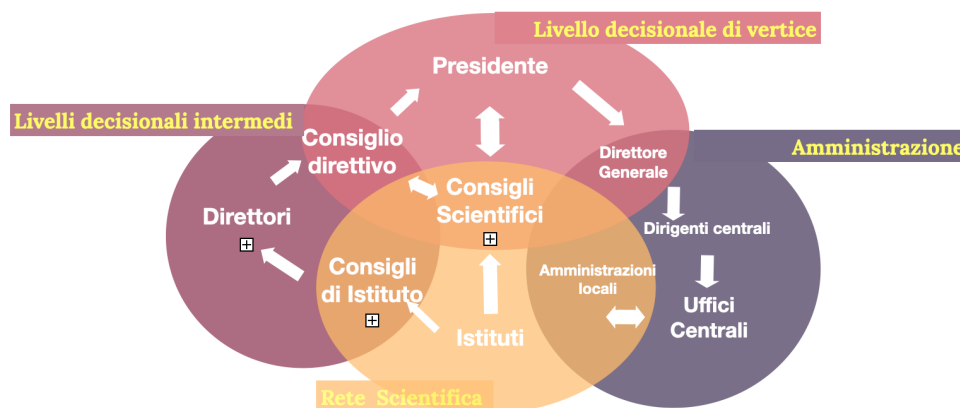 Livello decisionale di vertice
Presidente
Livelli decisionali intermedi
Consiglio
direttivo
Direttore
Generale
Amministrazione
Consigli
Scientifici
Direttori
Dirigenti centrali
Consigli
di Istituto
Amministrazioni
locali
Uffici
Centrali
Istituti
Rete Scientifica